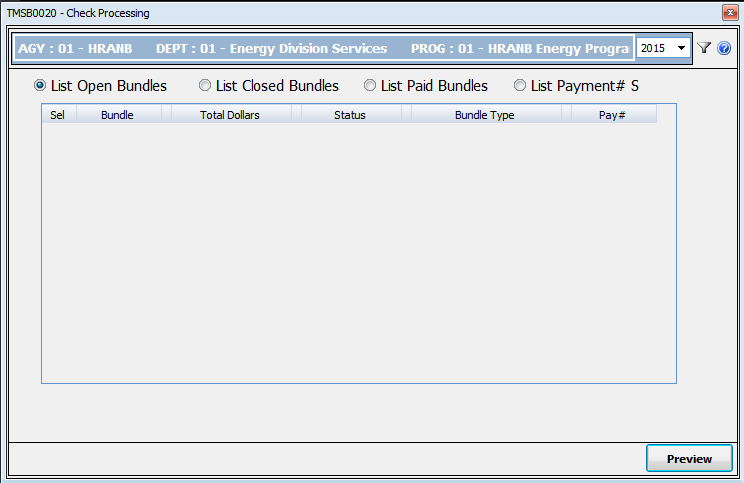 TMSB0020 - Check Processing
AGY : 01 - HRANB DEPT : 01 - Energy Division Services PROG : 01 - HRANB Energy Progra 2015
List Open Bundles List Closed Bundles List Paid Bundles List Payment# S
Sel Bundle Total Dollars Status Bundle Type Pay#
Preview